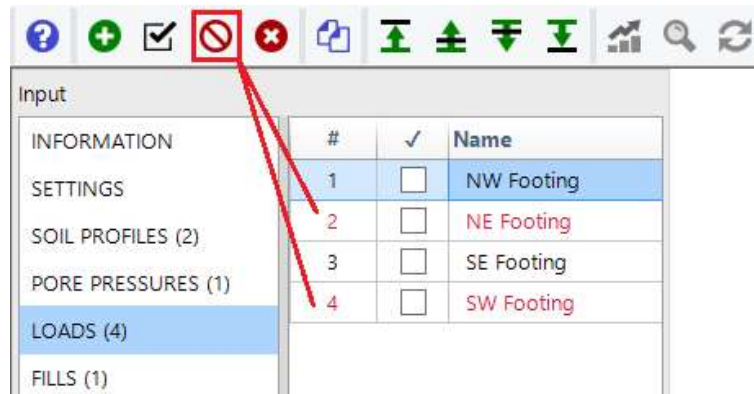 Input
INFORMATION
SETTINGS
SOIL PROFILES (2)
PORE PRESSURES (1)
LOADS (4)
FILLS (1)
# ✓ Name
1 NW Footing
2 NE Footing
3 SE Footing
4 SW Footing